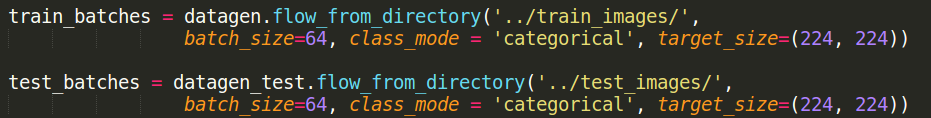 train_batches = datagen.flow_from_directory('../train_images/',
batch_size=64, class_mode = 'categorical', target_size=(224, 224))
test_batches = datagen_test.flow_from_directory('../test_images/',
batch_size=64, class_mode = 'categorical', target_size=(224, 224))